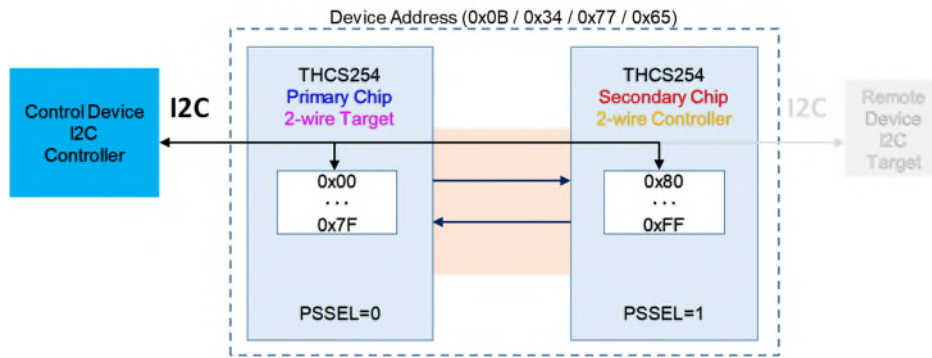 Device Address (0x0B / 0x34 / 0x77 / 0x65)
Control Device
I2C
Controller
I2C
THCS254
Primary Chip
2-wire Target
0x00
...
0x7F
PSSEL=0
THCS254
Secondary Chip
2-wire Controller
0x80
...
0xFF
PSSEL=1
I2C
Remote
Device
I2C
Target